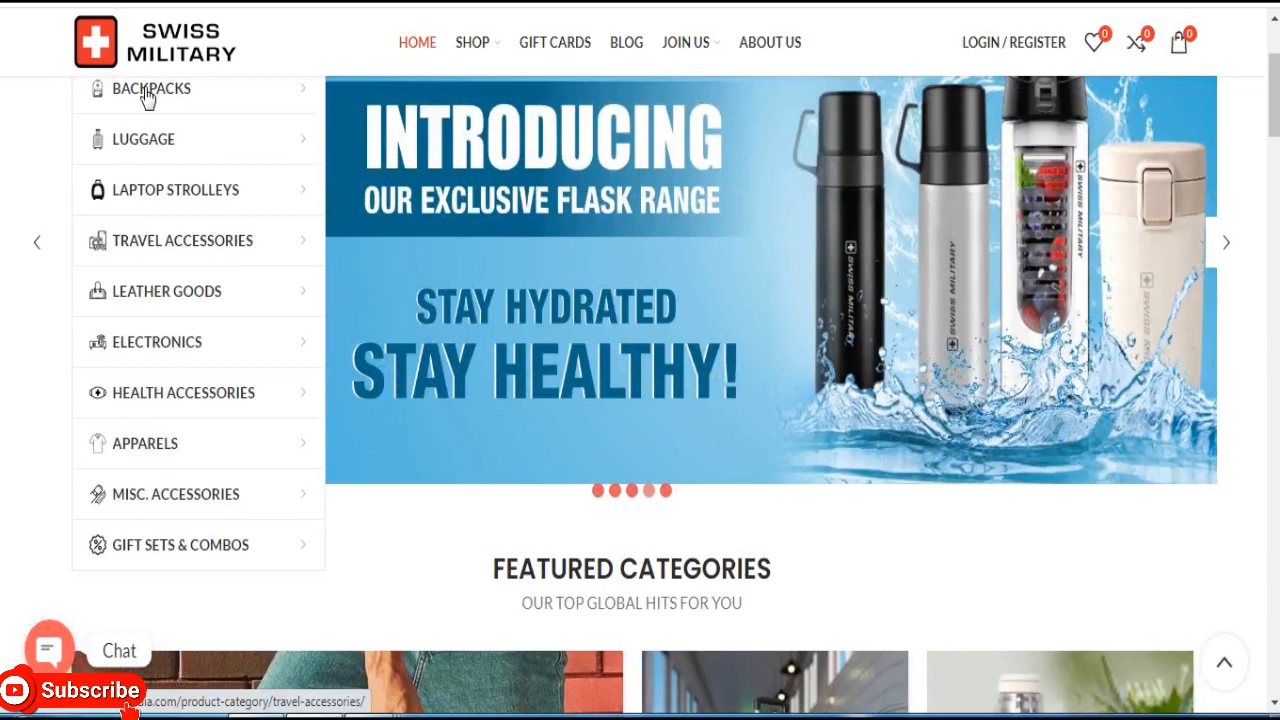 SWISS
MILITARY
HOME SHOP GIFT CARDS BLOG JOIN US ABOUT US
LOGIN / REGISTER 0 0 0
BACKPACKS
LUGGAGE
LAPTOP STROLLEYS
TRAVEL ACCESSORIES
LEATHER GOODS
ELECTRONICS
HEALTH ACCESSORIES
APPARELS
MISC. ACCESSORIES
GIFT SETS & COMBOS
INTRODUCING
OUR EXCLUSIVE FLASK RANGE
STAY HYDRATED
STAY HEALTHY!
SWISS MILITARY
SWISS MILITARY
SWISS MILITARY
FEATURED CATEGORIES
OUR TOP GLOBAL HITS FOR YOU
Chat
Subscribe
ia.com/product-category/travel-accessories/